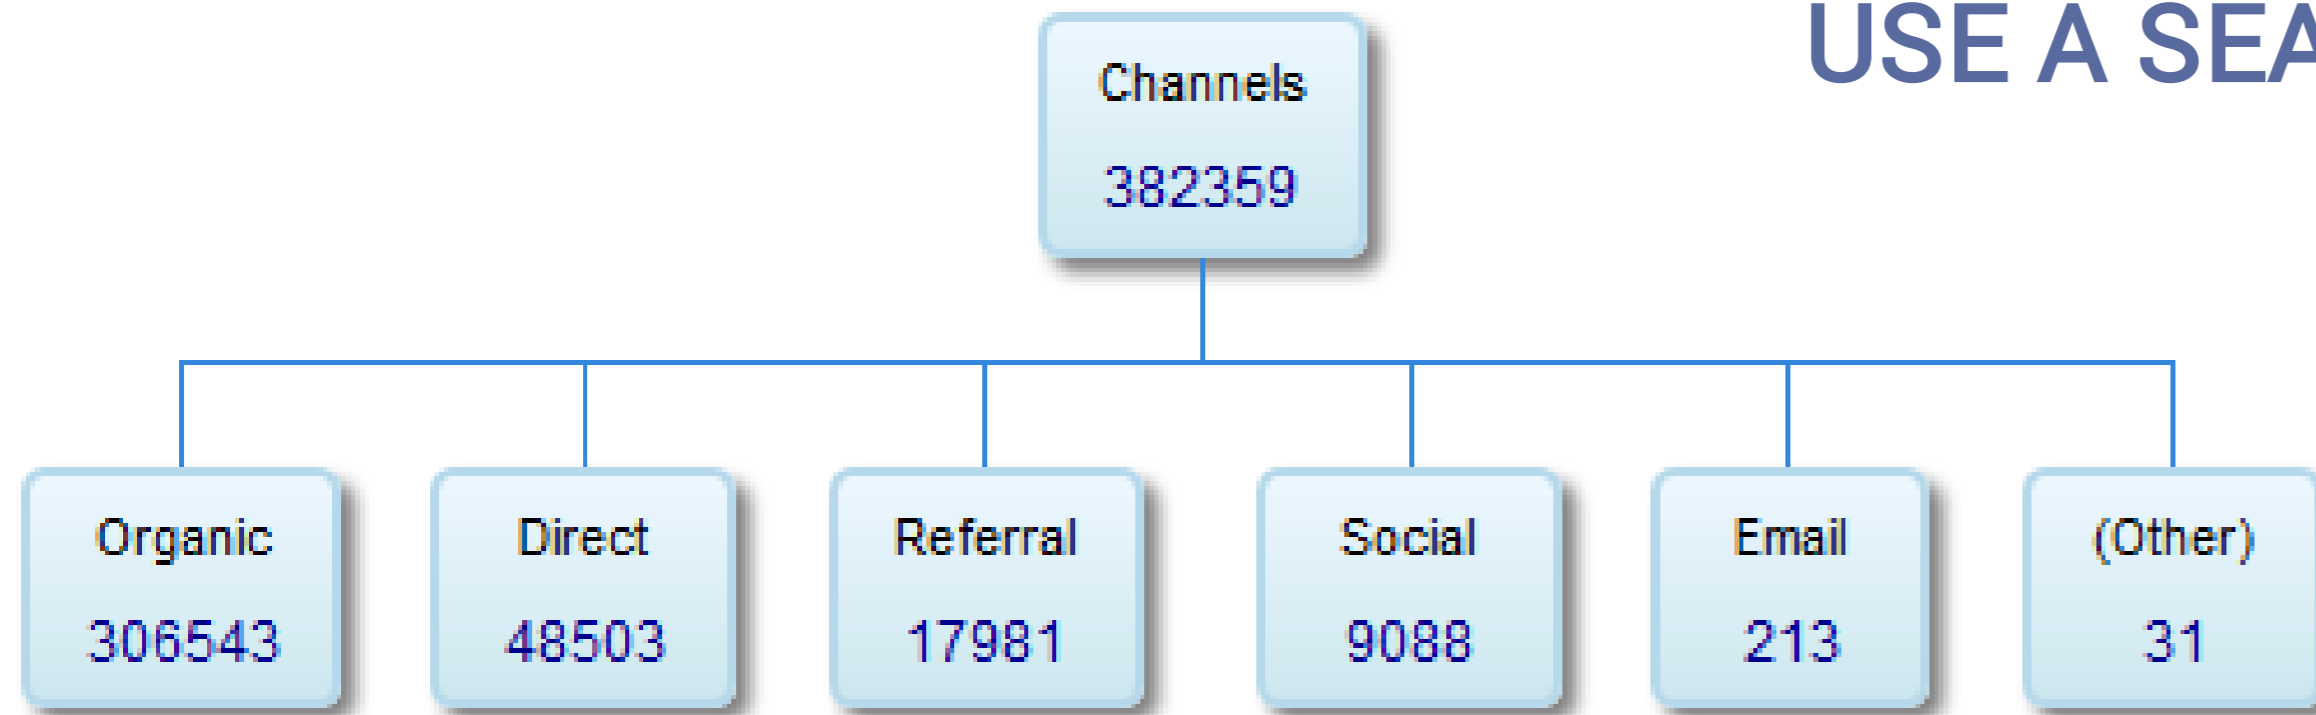 USE A SEA
Channels
382359
Organic
306543
Direct
48503
Referral
17981
Social
9088
Email
213
(Other)
31